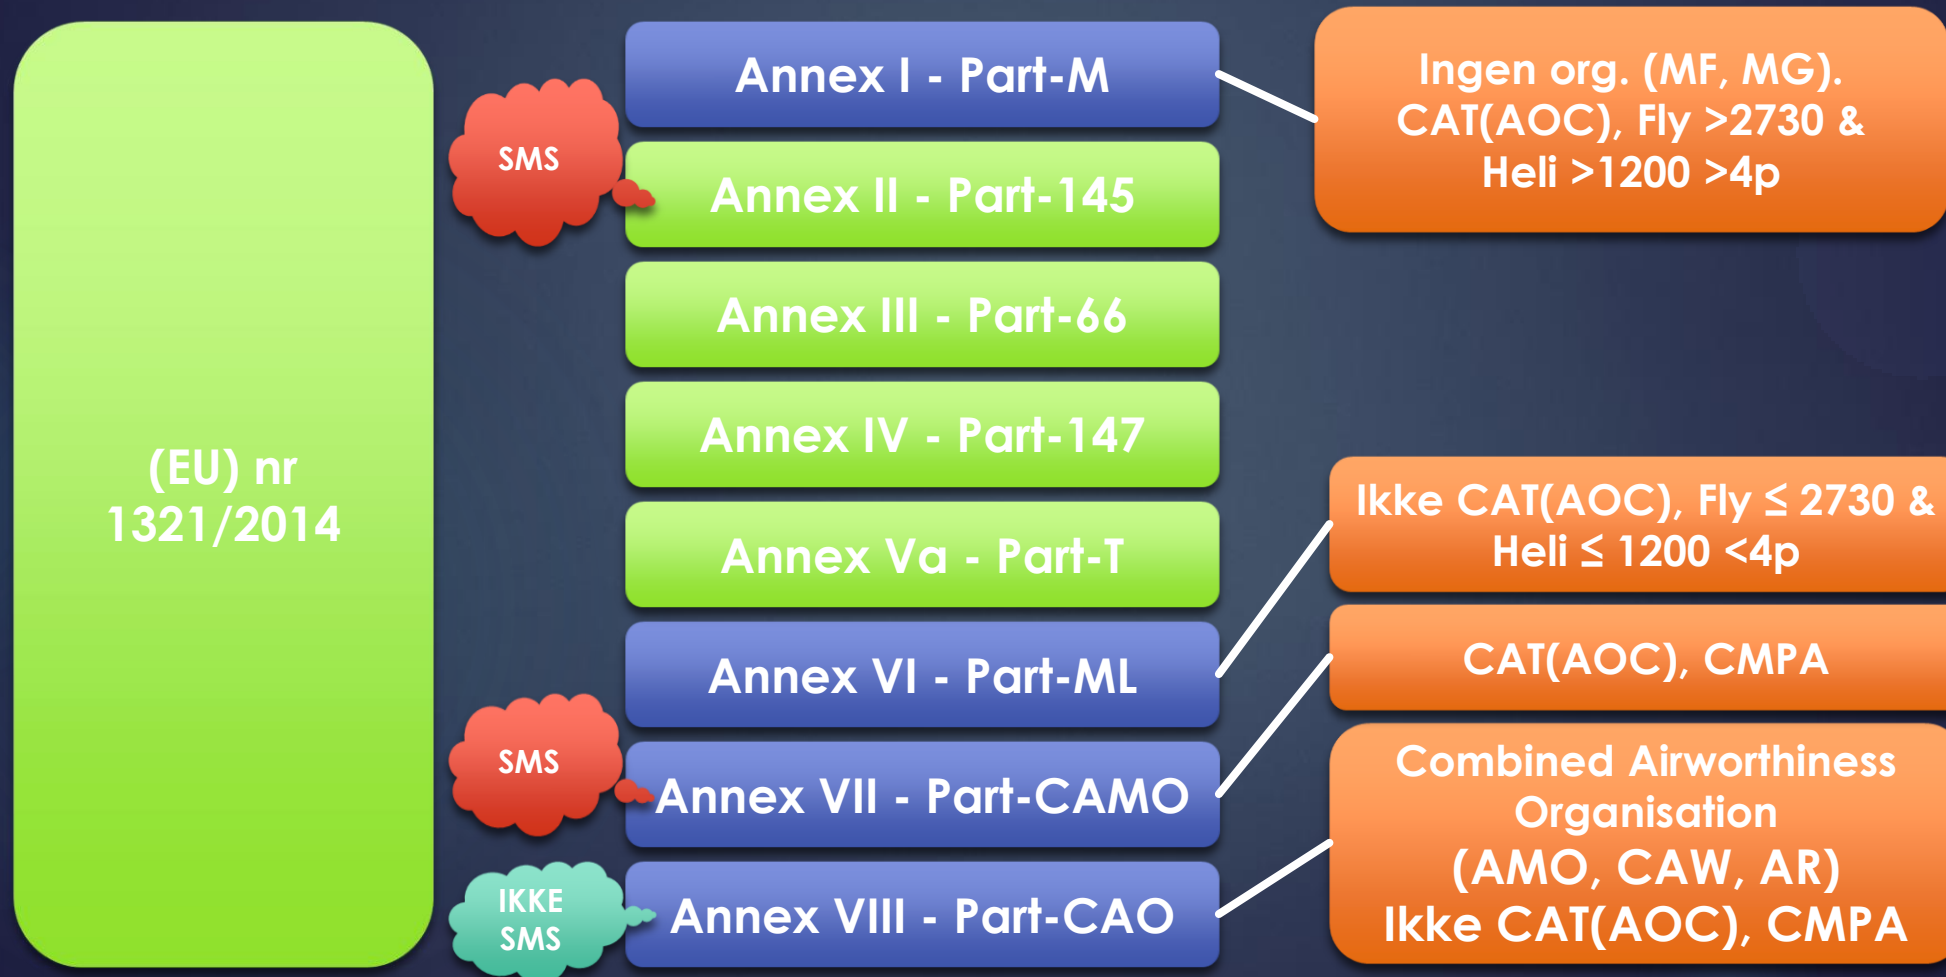 (EU) nr
1321/2014
SMS
SMS
IKKE
SMS
Annex I - Part-M
Annex II - Part-145
Annex III - Part-66
Annex IV - Part-147
Annex Va - Part-T
Annex VI - Part-ML
Annex VII - Part-CAMO
Annex VIII - Part-CAO
Ingen org. (MF, MG).
CAT(AOC), Fly >2730 &
Heli >1200 >4p
Ikke CAT(AOC), Fly ≤ 2730 &
Heli ≤ 1200 <4p
CAT(AOC), CMPA
Combined Airworthiness
Organisation
(AMO, CAW, AR)
Ikke CAT(AOC), CMPA